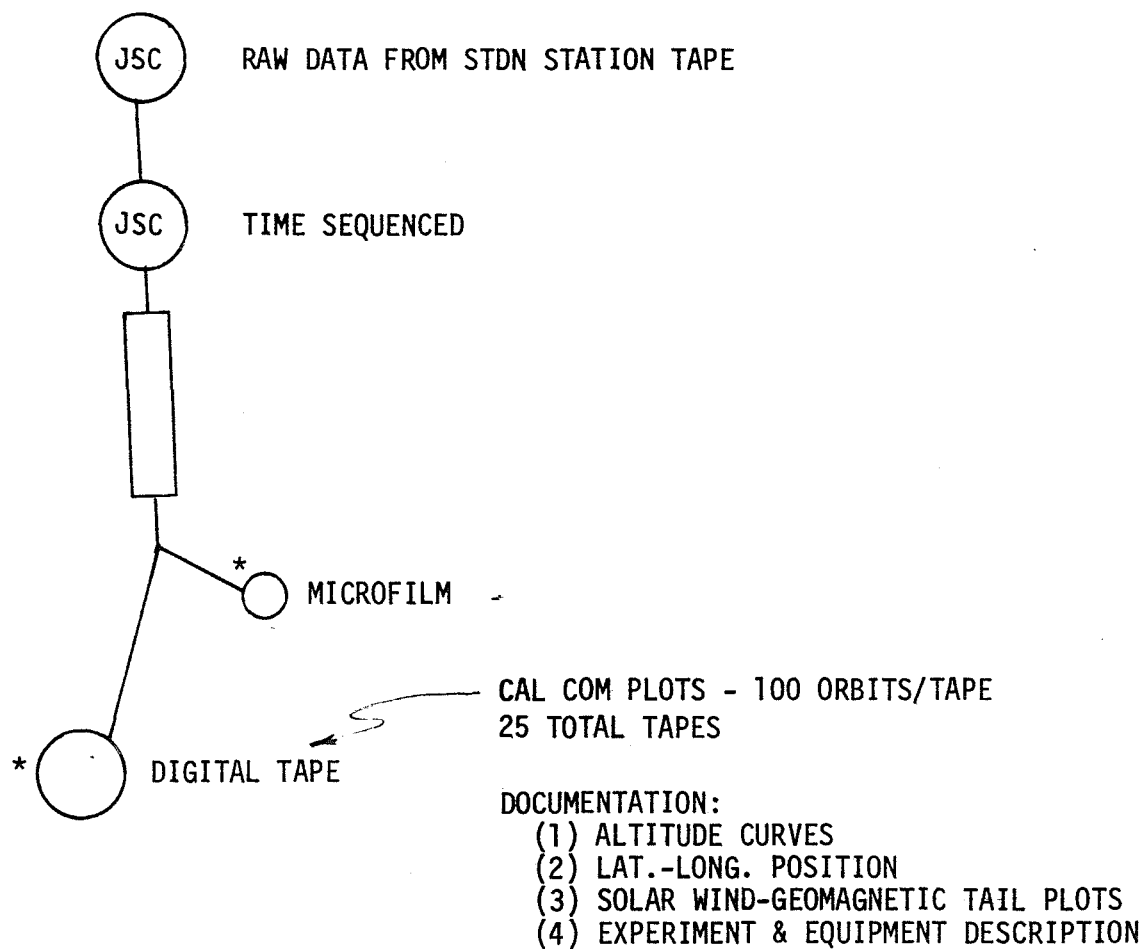 JSC RAW DATA FROM STDN STATION TAPE
JSC TIME SEQUENCED
* MICROFILM
CAL COM PLOTS - 100 ORBITS/TAPE
25 TOTAL TAPES
* DIGITAL TAPE
DOCUMENTATION:
(1) ALTITUDE CURVES
(2) LAT.-LONG. POSITION
(3) SOLAR WIND-GEOMAGNETIC TAIL PLOTS
(4) EXPERIMENT & EQUIPMENT DESCRIPTION